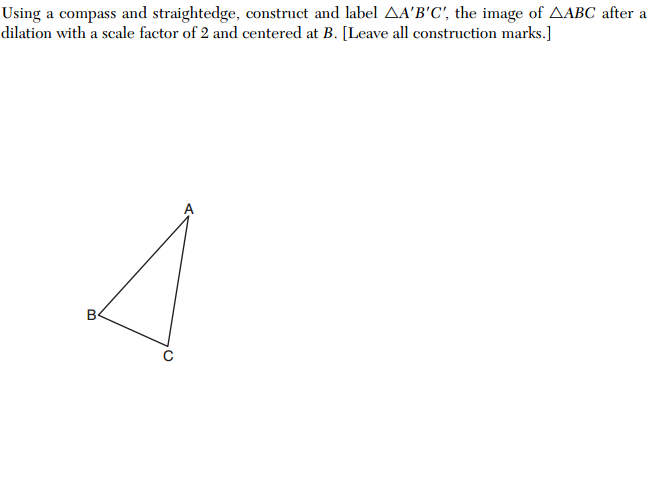 Using a compass and straightedge, construct and label △A′B′C′, the image of △ABC after a
dilation with a scale factor of 2 and centered at B. [Leave all construction marks.]
A
B
C